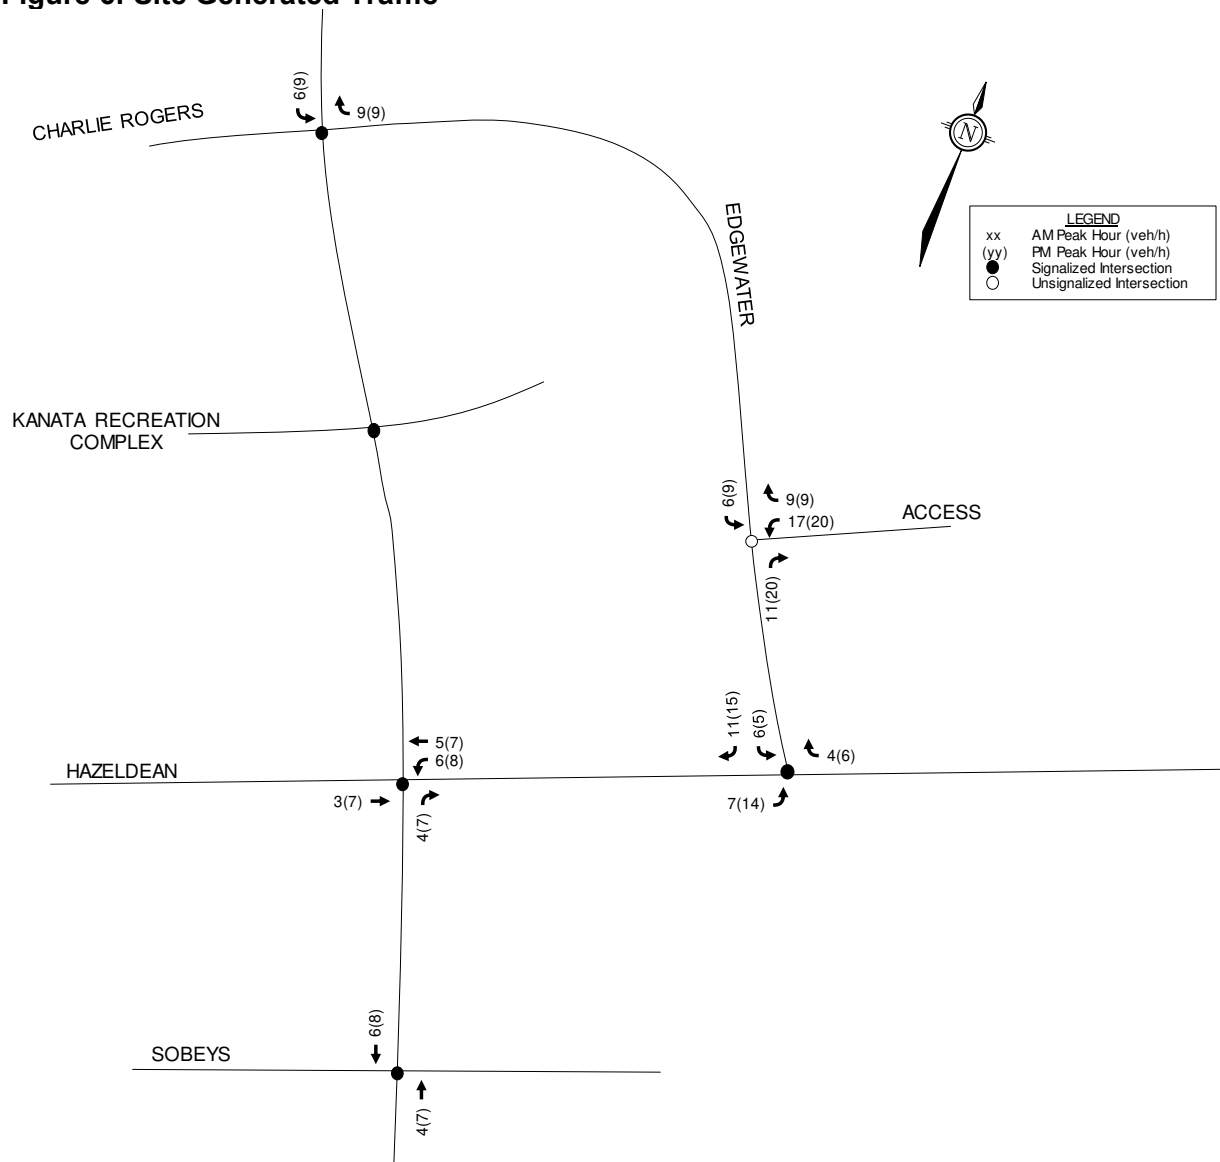 Figure
Site Generated Traffic
9(9)
9(9)
CHARLIE ROGERS
N
EDGEWATER
LEGEND
xx AM Peak Hour (veh/h)
(yy) PM Peak Hour (veh/h)
Signalized Intersection
Unsignalized Intersection
KANATA RECREATION
COMPLEX
9(9)
9(9)
17(20)
ACCESS
11(20)
11(15)
6(5)
4(6)
7(14)
5(7)
6(8)
HAZELDEAN
3(7)
4(7)
6(8)
SOBEYS
4(7)